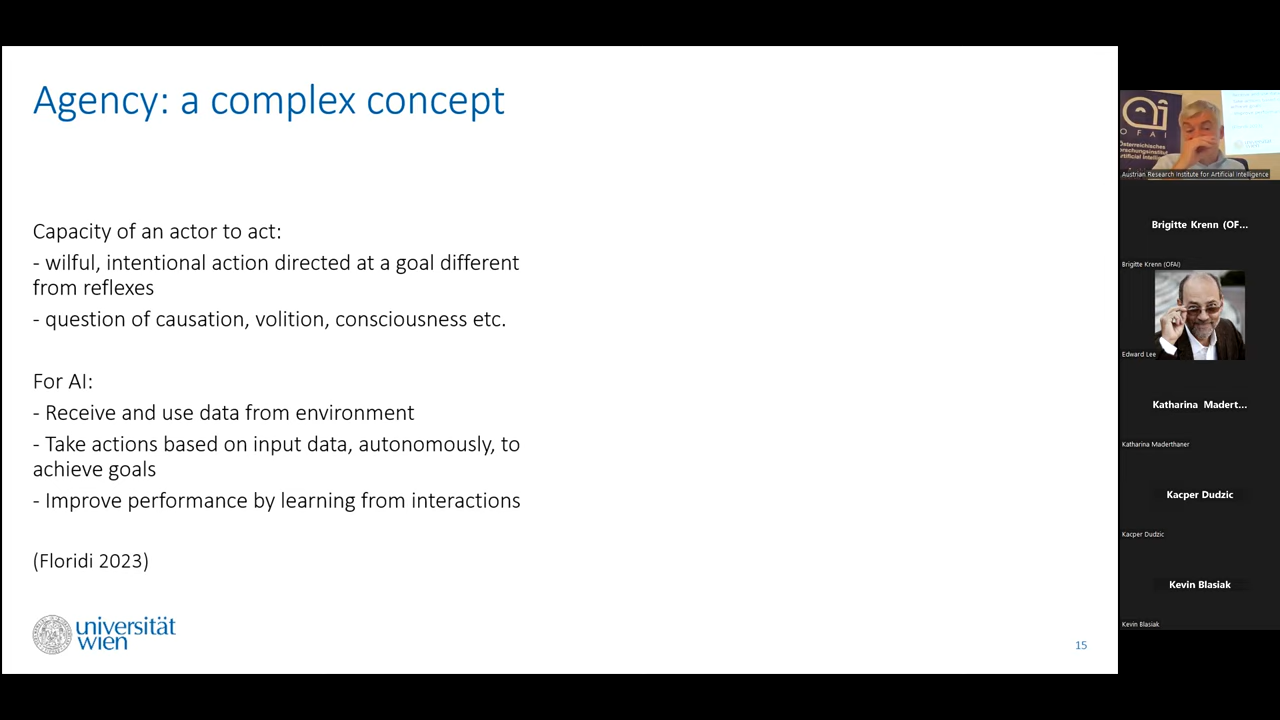 Agency: a complex concept
Capacity of an actor to act:
- wilful, intentional action directed at a goal different
from reflexes
- question of causation, volition, consciousness etc.
For AI:
- Receive and use data from environment
- Take actions based on input data, autonomously, to
achieve goals
- Improve performance by learning from interactions
(Floridi 2023)
universität
wien
15
OFAI
Österreichisches
Austrian Research Institute for Artificial Intelligence
Brigitte Krenn (OF...
Brigitte Krenn (OFAI)
Edward Lee
Katharina Madert...
Katharina Maderthaner
Kacper Dudzic
Kacper Dudzic
Kevin Blasiak
Kevin Blasiak